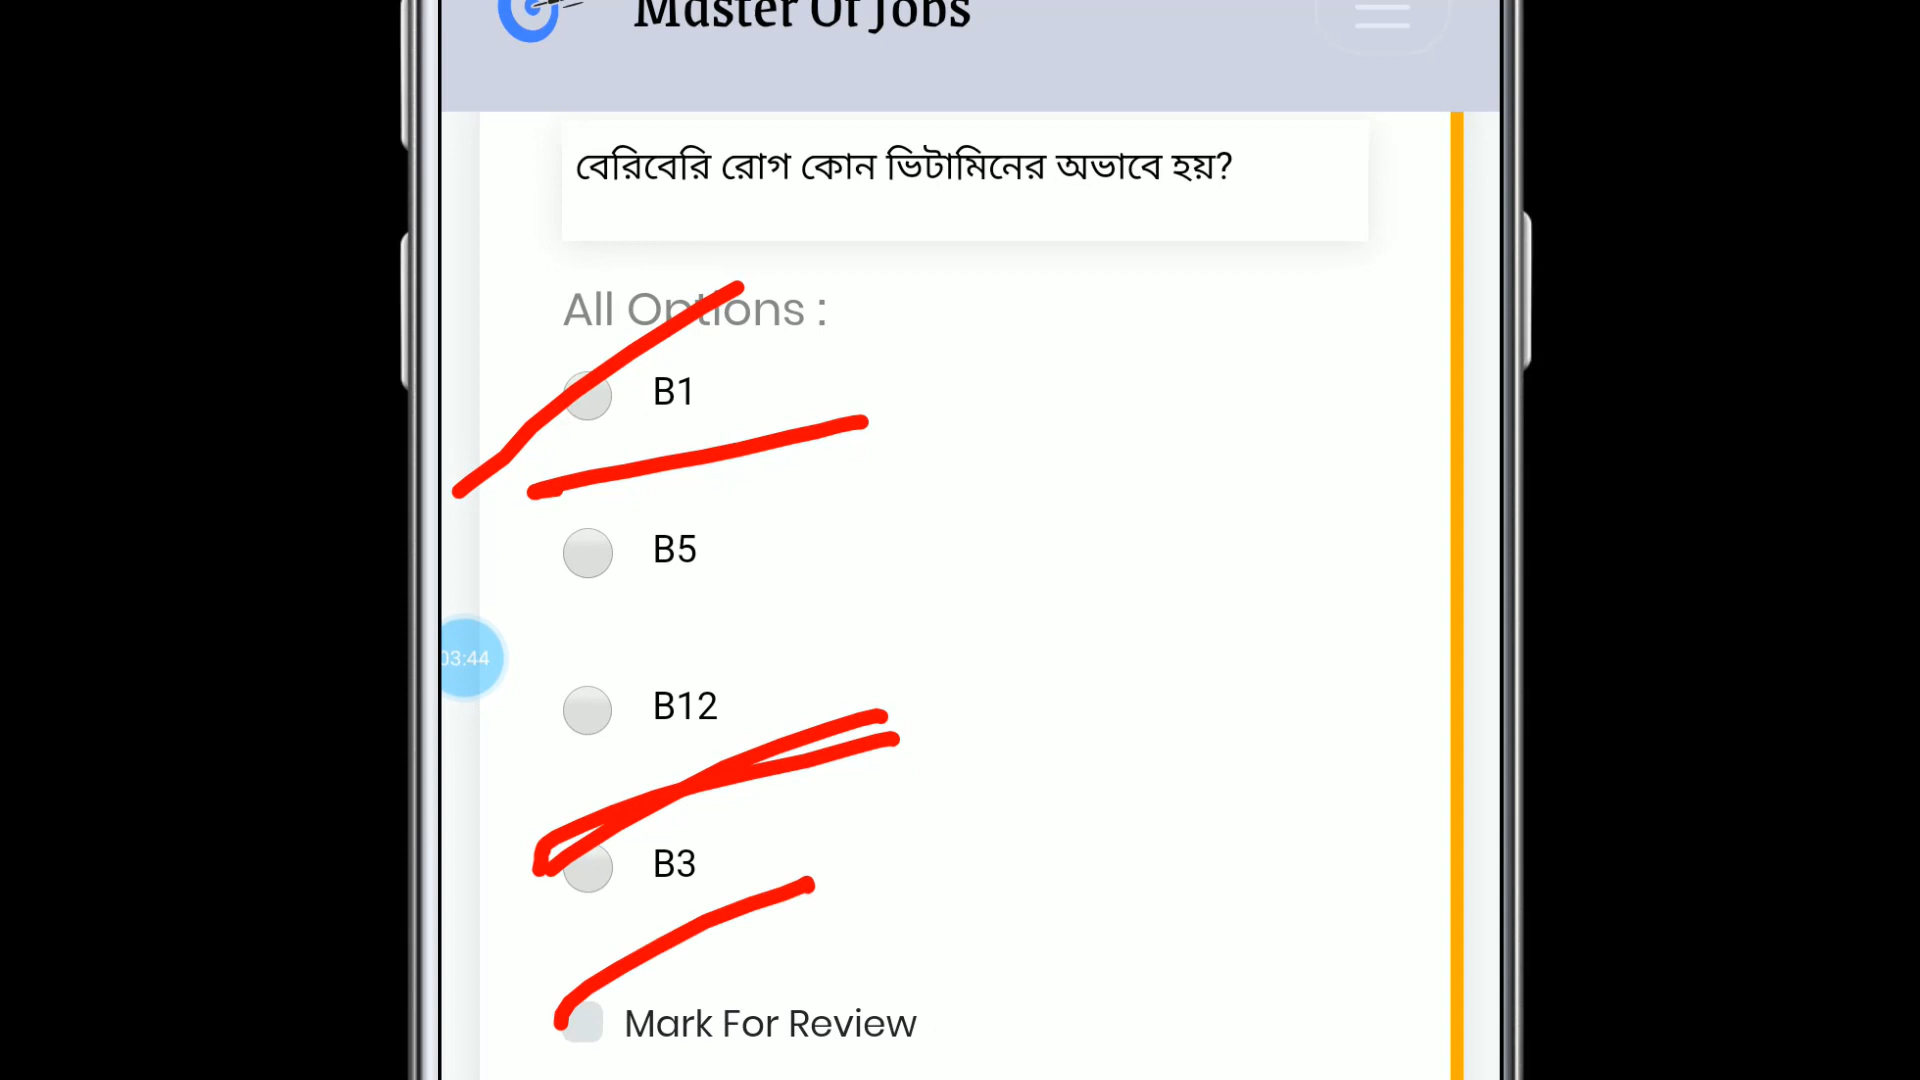 Master Of Jobs
বেরিবেরি রোগ কোন ভিটামিনের অভাবে হয়?
All Options :
B1
B5
03:44
B12
B3
Mark For Review